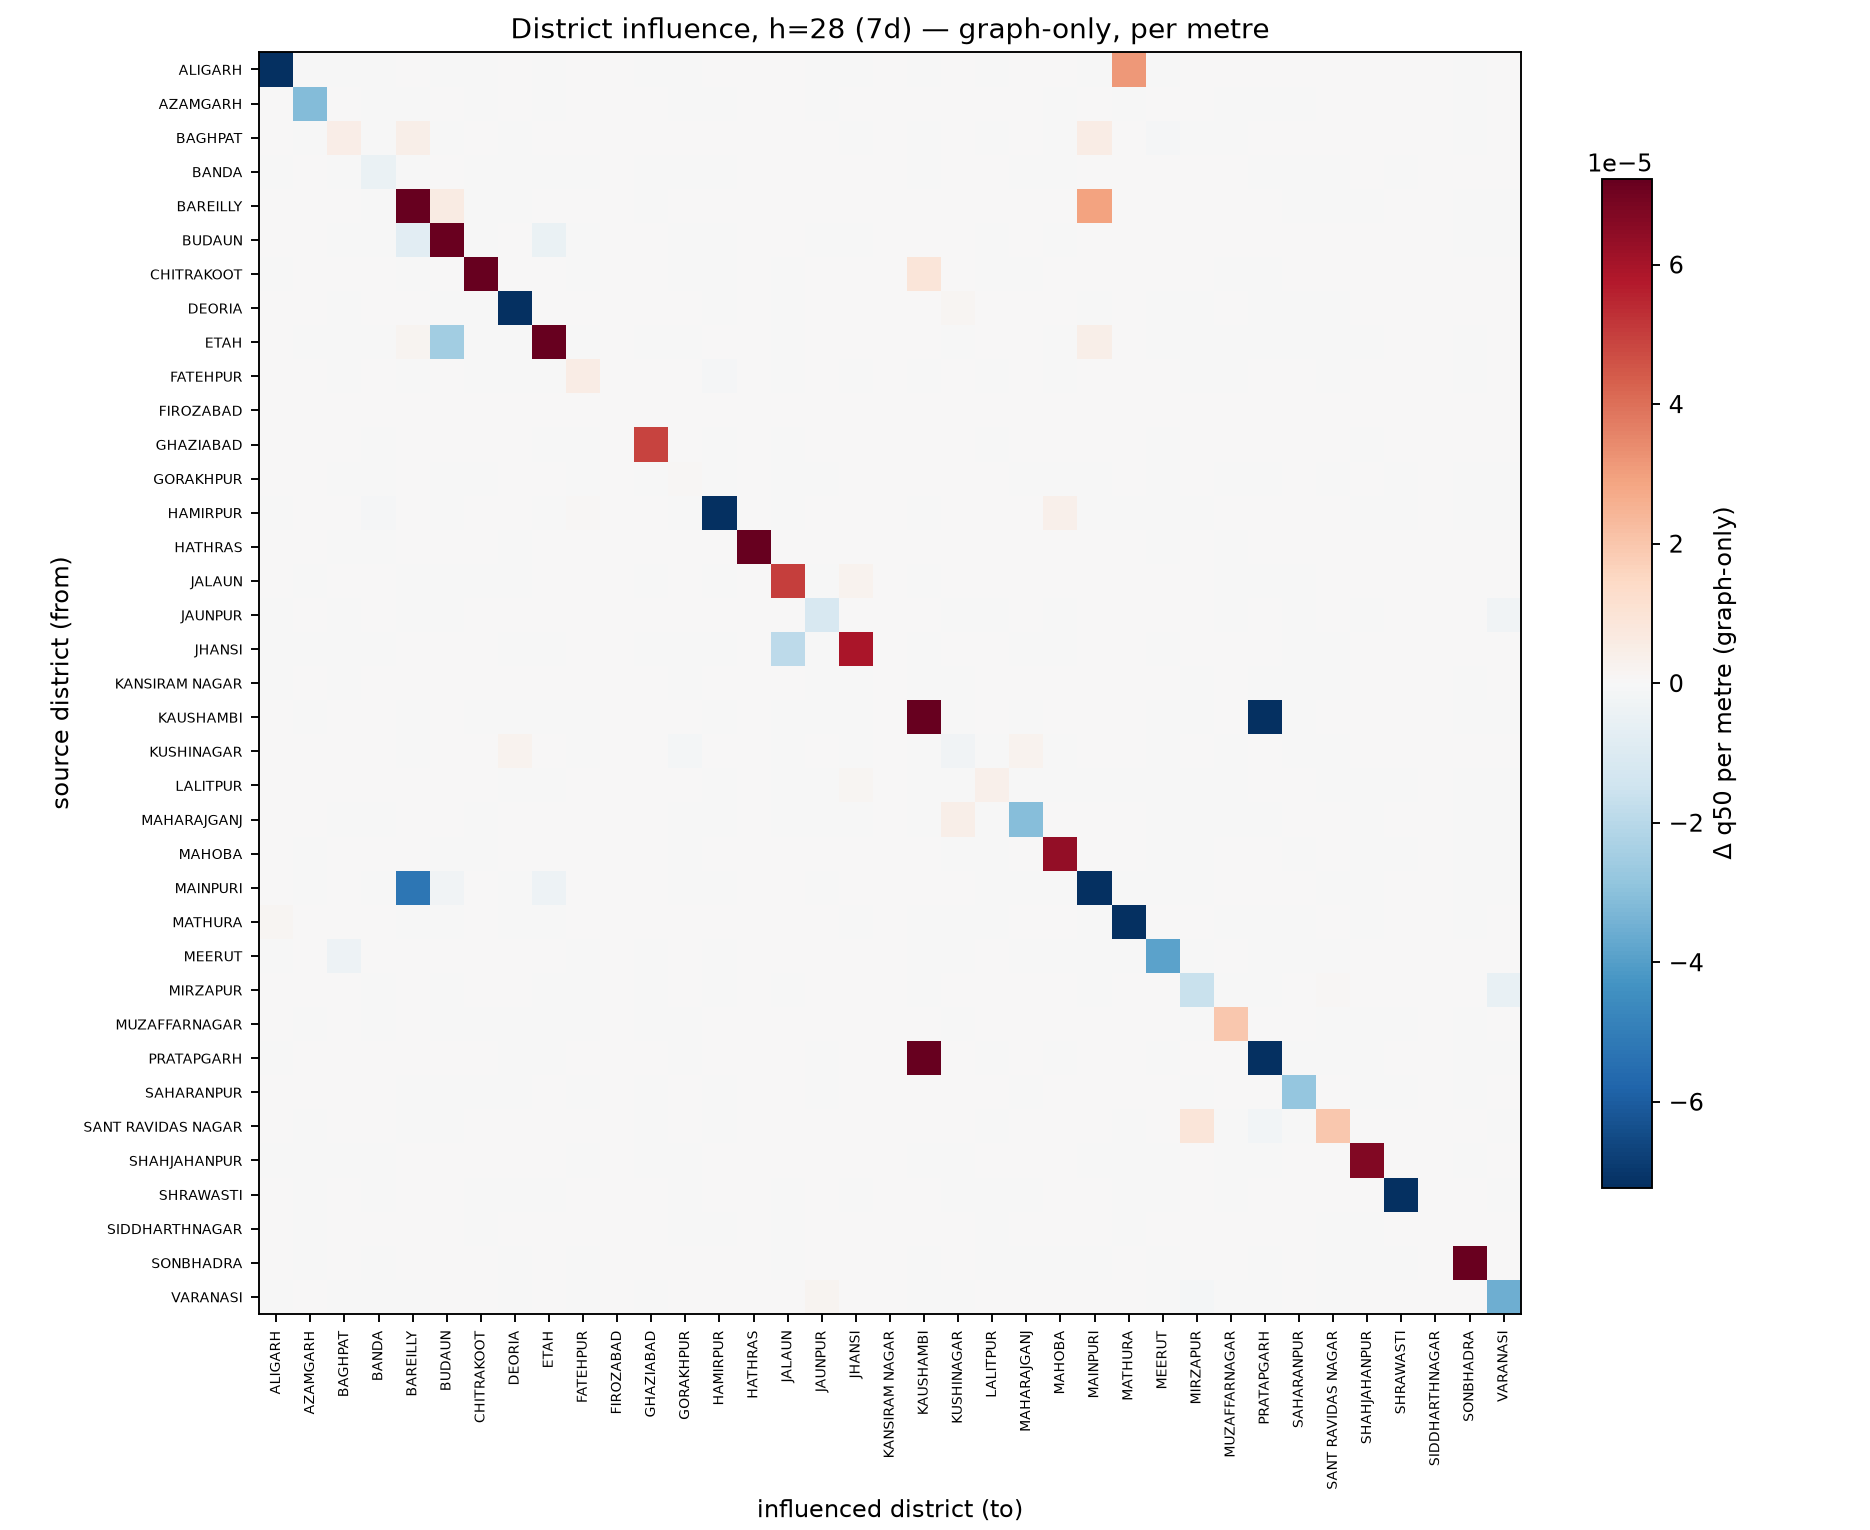 District influence, h=28 (7d) — graph-only, per metre
source district (from)
ALIGARH
AZAMGARH
BAGHPAT
BANDA
BAREILLY
BUDAUN
CHITRAKOOT
DEORIA
ETAH
FATEHPUR
FIROZABAD
GHAZIABAD
GORAKHPUR
HAMIRPUR
HATHRAS
JALAUN
JAUNPUR
JHANSI
KANSIRAM NAGAR
KAUSHAMBI
KUSHINAGAR
LALITPUR
MAHARAJGANJ
MAHOBA
MAINPURI
MATHURA
MEERUT
MIRZAPUR
MUZAFFARNAGAR
PRATAPGARH
SAHARANPUR
SANT RAVIDAS NAGAR
SHAHJAHANPUR
SHRAWASTI
SIDDHARTHNAGAR
SONBHADRA
VARANASI
ALIGARH
AZAMGARH
BAGHPAT
BANDA
BAREILLY
BUDAUN
CHITRAKOOT
DEORIA
ETAH
FATEHPUR
FIROZABAD
GHAZIABAD
GORAKHPUR
HAMIRPUR
HATHRAS
JALAUN
JAUNPUR
JHANSI
KANSIRAM NAGAR
KAUSHAMBI
KUSHINAGAR
LALITPUR
MAHARAJGANJ
MAHOBA
MAINPURI
MATHURA
MEERUT
MIRZAPUR
MUZAFFARNAGAR
PRATAPGARH
SAHARANPUR
SANT RAVIDAS NAGAR
SHAHJAHANPUR
SHRAWASTI
SIDDHARTHNAGAR
SONBHADRA
VARANASI
influenced district (to)
1e−5
6
4
2
0
−2
−4
−6
Δ q50 per metre (graph-only)